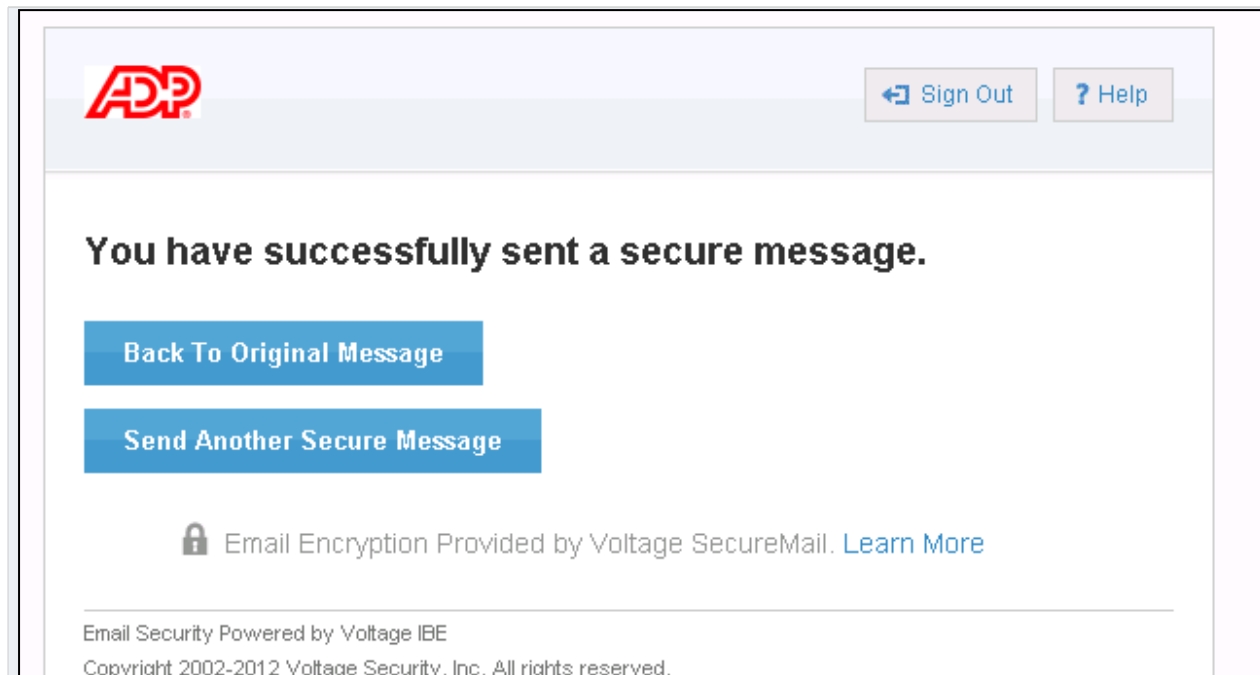 ADP
Sign Out ? Help
You have successfully sent a secure message.
Back To Original Message
Send Another Secure Message
Email Encryption Provided by Voltage SecureMail. Learn More
Email Security Powered by Voltage IBE
Copyright 2002-2012 Voltage Security, Inc. All rights reserved.